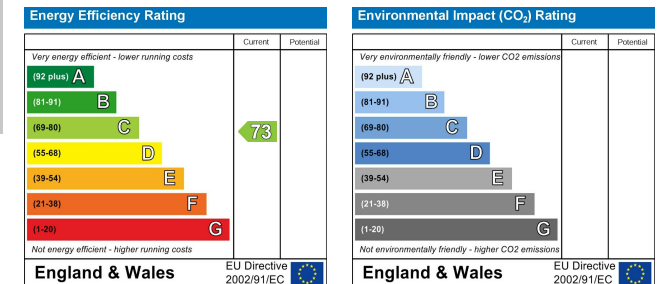 Energy Efficiency Rating
Current Potential
Very energy efficient - lower running costs
(92 plus) A
(81-91) B
(69-80) C
73
(55-68) D
(39-54) E
(21-38) F
(1-20) G
Not energy efficient - higher running costs
England & Wales
EU Directive
2002/91/EC
Environmental Impact (CO₂) Rating
Current Potential
Very environmentally friendly - lower CO2 emissions
(92 plus) A
(81-91) B
(69-80) C
(55-68) D
(39-54) E
(21-38) F
(1-20) G
Not environmentally friendly - higher CO2 emissions
England & Wales
EU Directive
2002/91/EC